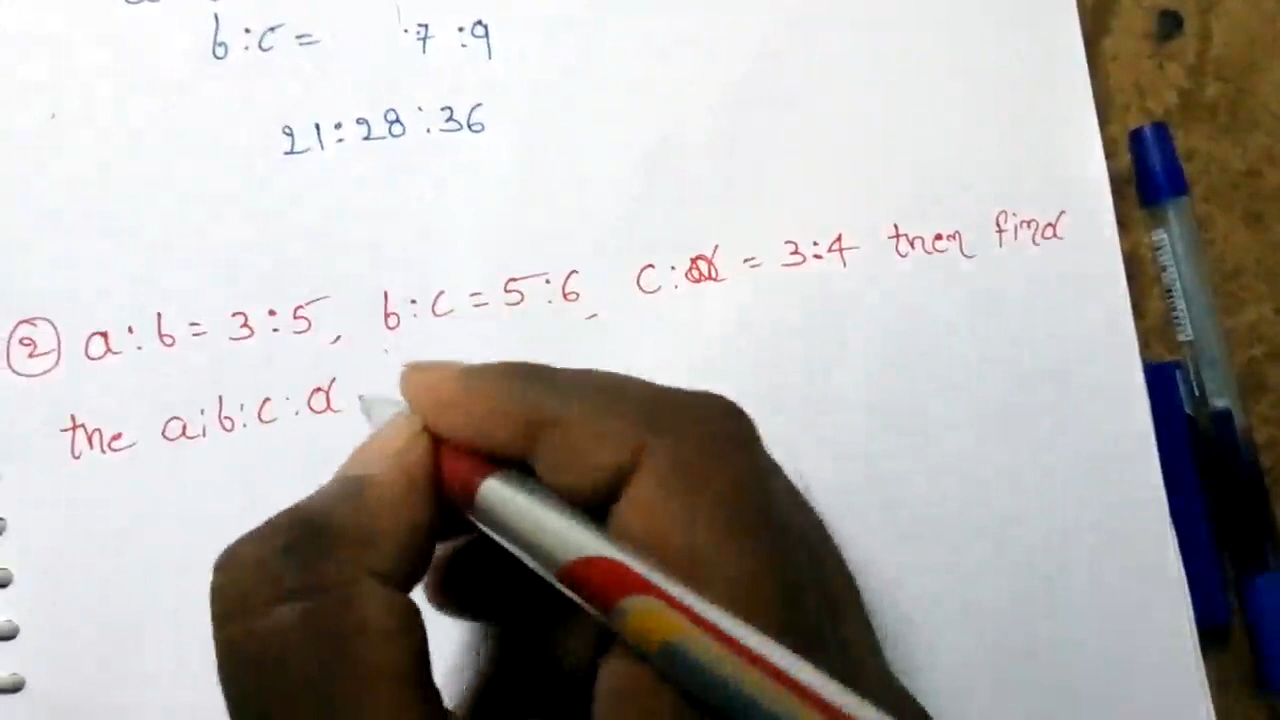 b:c= 7:9
21:28:36
② a:b=3:5, b:c=5:6, c:d=3:4 then find
the a:b:c:d